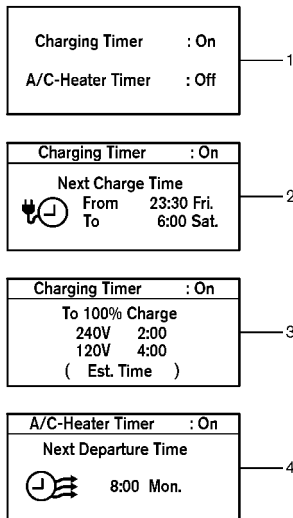 Charging Timer : On
A/C-Heater Timer : Off
1
Charging Timer : On
Next Charge Time
From 23:30 Fri.
To 6:00 Sat.
2
Charging Timer : On
To 100% Charge
240V 2:00
120V 4:00
( Est. Time )
3
A/C-Heater Timer : On
Next Departure Time
8:00 Mon.
4